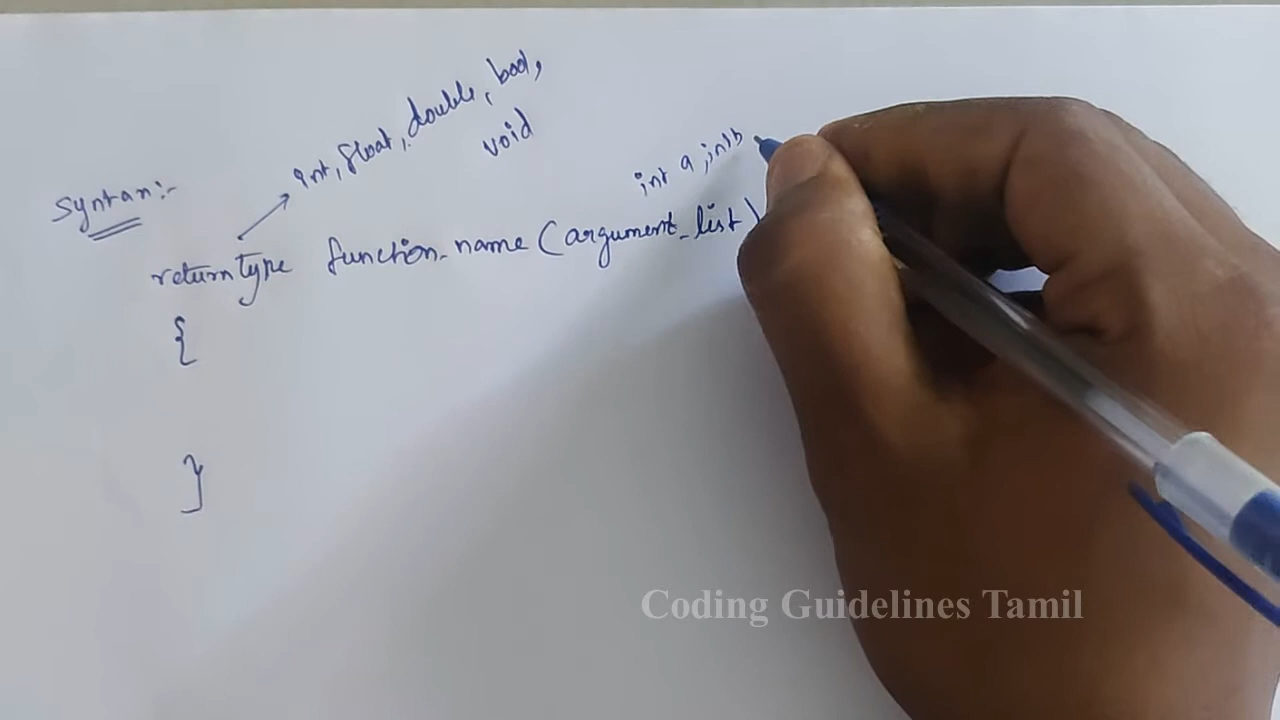 int, float, double, bool,
void
int a, int b
Syntax:-
returntype function_name (argument_list)
{
}
Coding Guidelines Tamil